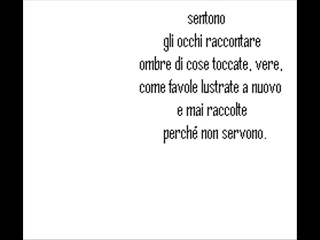 sentono
gli occhi raccontare
ombre di cose toccate, vere,
come favole lustrate a nuovo
e mai raccolte
perché non servono.